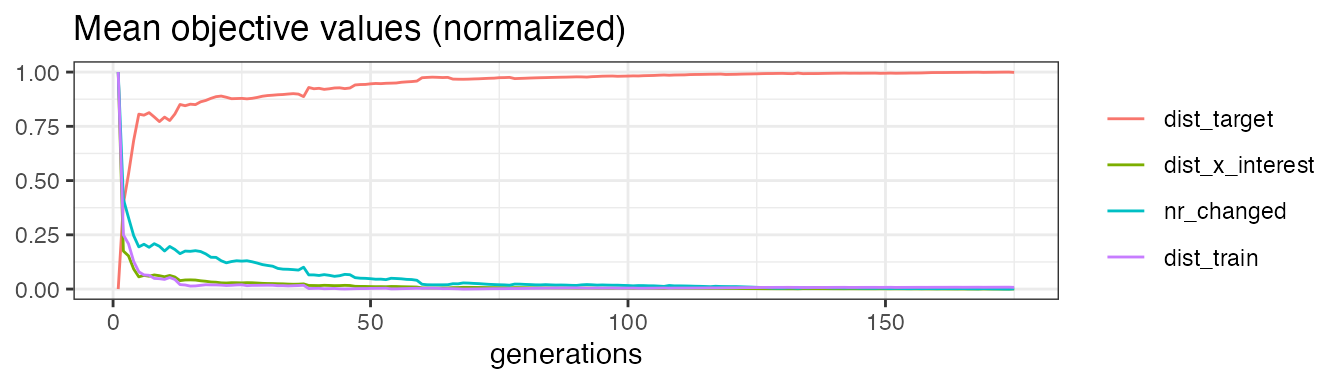 Mean objective values (normalized)
1.00
0.75
0.50
0.25
0.00
0 50 100 150
generations
dist_target
dist_x_interest
nr_changed
dist_train